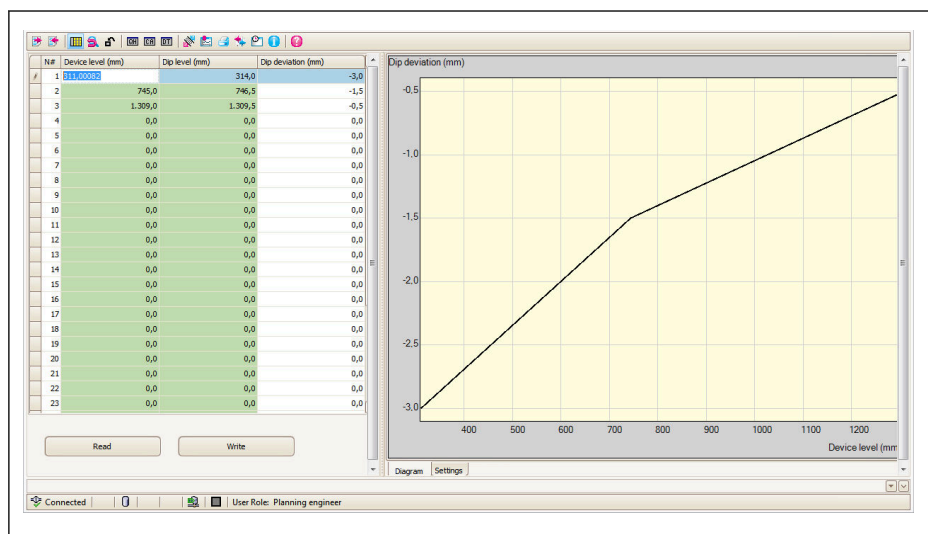 CH CA DT
N# Device level (mm) Dip level (mm) Dip deviation (mm)
1 311,00082 314,0 -3,0
2 745,0 746,5 -1,5
3 1.309,0 1.309,5 -0,5
4 0,0 0,0 0,0
5 0,0 0,0 0,0
6 0,0 0,0 0,0
7 0,0 0,0 0,0
8 0,0 0,0 0,0
9 0,0 0,0 0,0
10 0,0 0,0 0,0
11 0,0 0,0 0,0
12 0,0 0,0 0,0
13 0,0 0,0 0,0
14 0,0 0,0 0,0
15 0,0 0,0 0,0
16 0,0 0,0 0,0
17 0,0 0,0 0,0
18 0,0 0,0 0,0
19 0,0 0,0 0,0
20 0,0 0,0 0,0
21 0,0 0,0 0,0
22 0,0 0,0 0,0
23 0,0 0,0 0,0
Read Write
Dip deviation (mm)
-0,5
-1,0
-1,5
-2,0
-2,5
-3,0
400 500 600 700 800 900 1000 1100 1200
Device level (mm
Diagram Settings
Connected User Role: Planning engineer